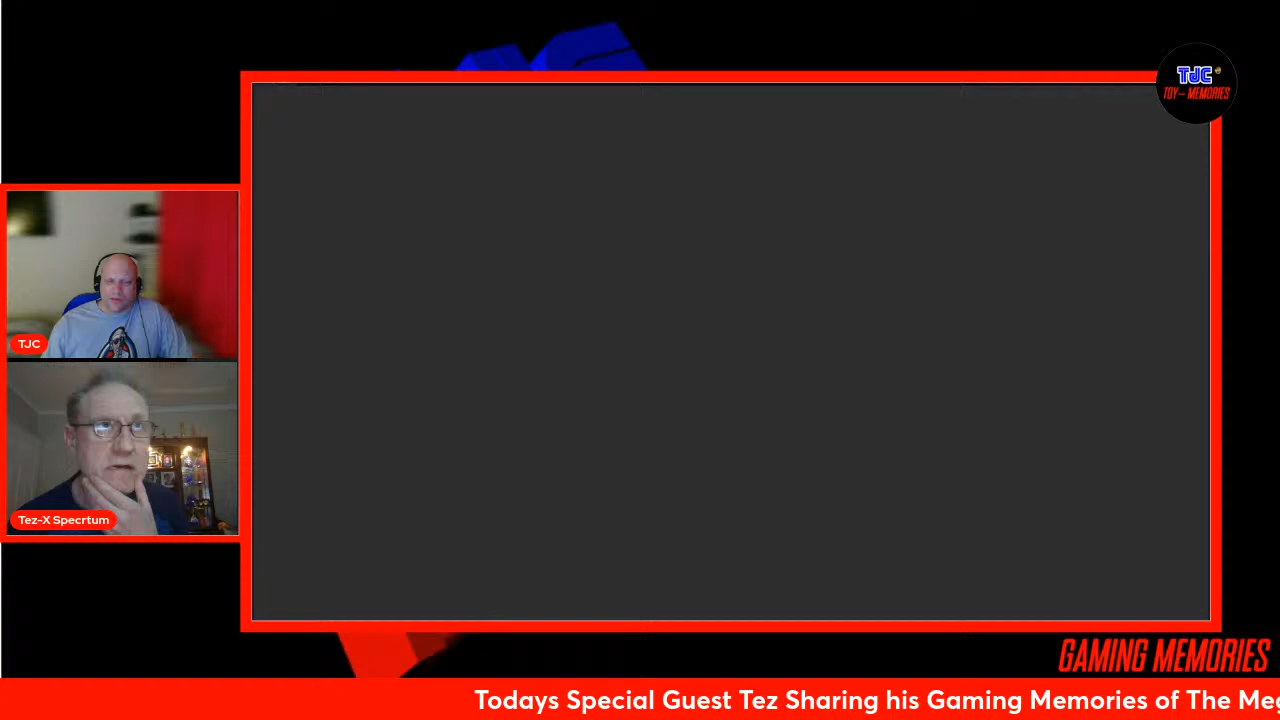 TJC
TOY-MEMORIES
TJC
Tez-X Specrtum
GAMING MEMORIES
Todays Special Guest Tez Sharing his Gaming Memories of The Meg